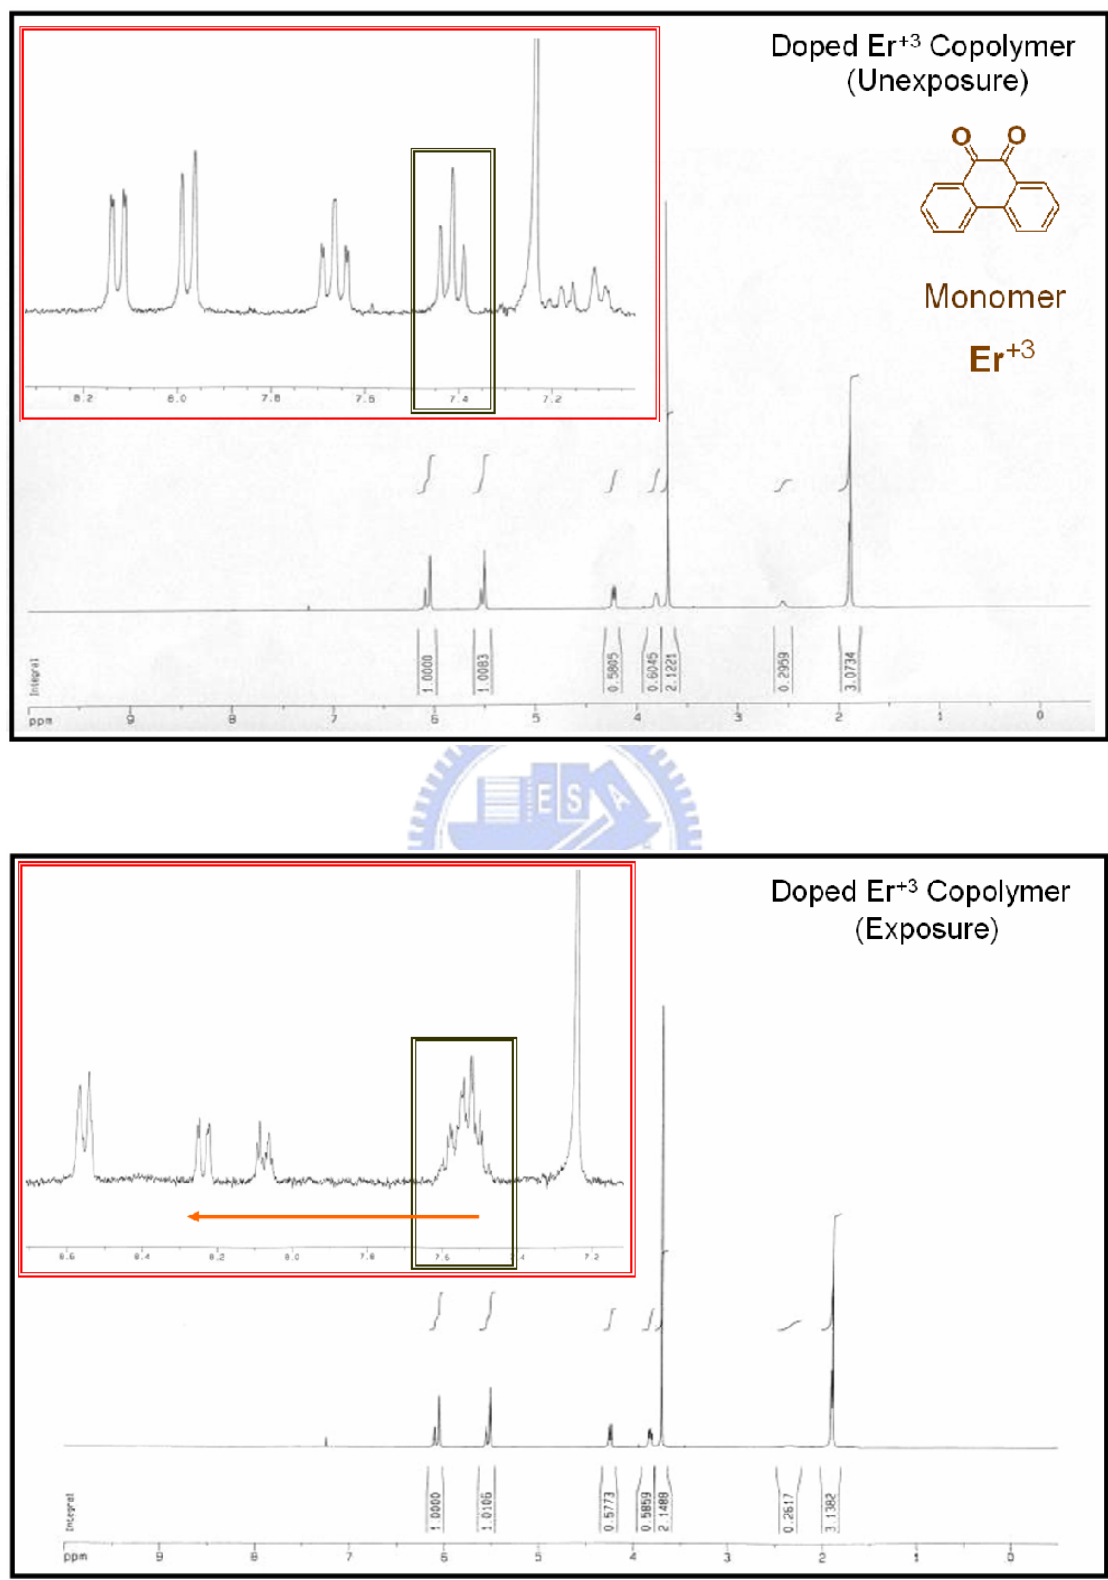 Doped Er+3 Copolymer
(Unexposure)
O O
Monomer
Er+3
8.2 8.0 7.8 7.6 7.4 7.2
Integral
1.0000 1.0083 0.5805 0.6045 2.1221 0.2959 3.0734
ppm 9 8 7 6 5 4 3 2 1 0
E S A
Doped Er+3 Copolymer
(Exposure)
8.6 8.4 8.2 8.0 7.8 7.6 7.4 7.2
Integral
1.0000 1.0106 0.5773 0.5859 2.1488 0.2617 3.1382
ppm 9 8 7 6 5 4 3 2 1 0